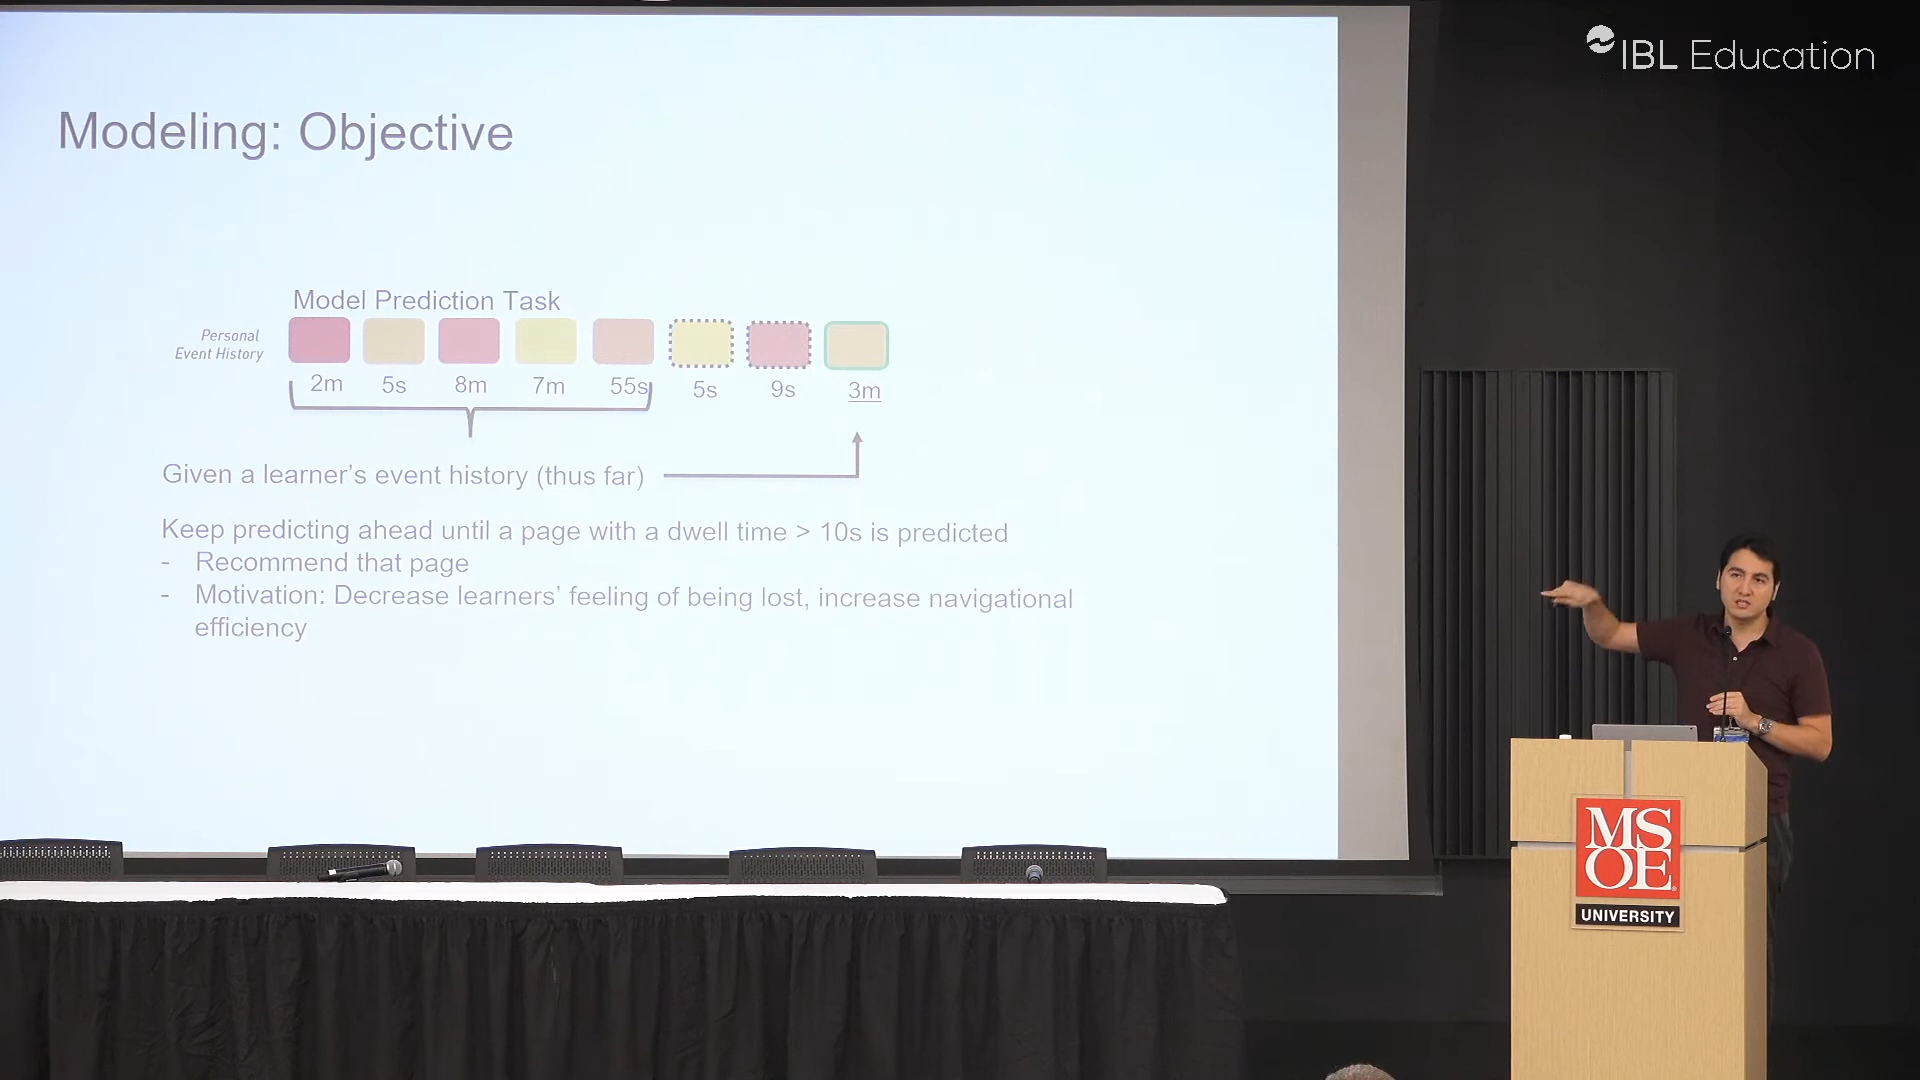 IBL Education
Modeling: Objective
Model Prediction Task
Personal
Event History
2m 5s 8m 7m 55s 5s 9s 3m
Given a learner's event history (thus far)
Keep predicting ahead until a page with a dwell time > 10s is predicted
- Recommend that page
- Motivation: Decrease learners' feeling of being lost, increase navigational
efficiency
MS
OE
UNIVERSITY